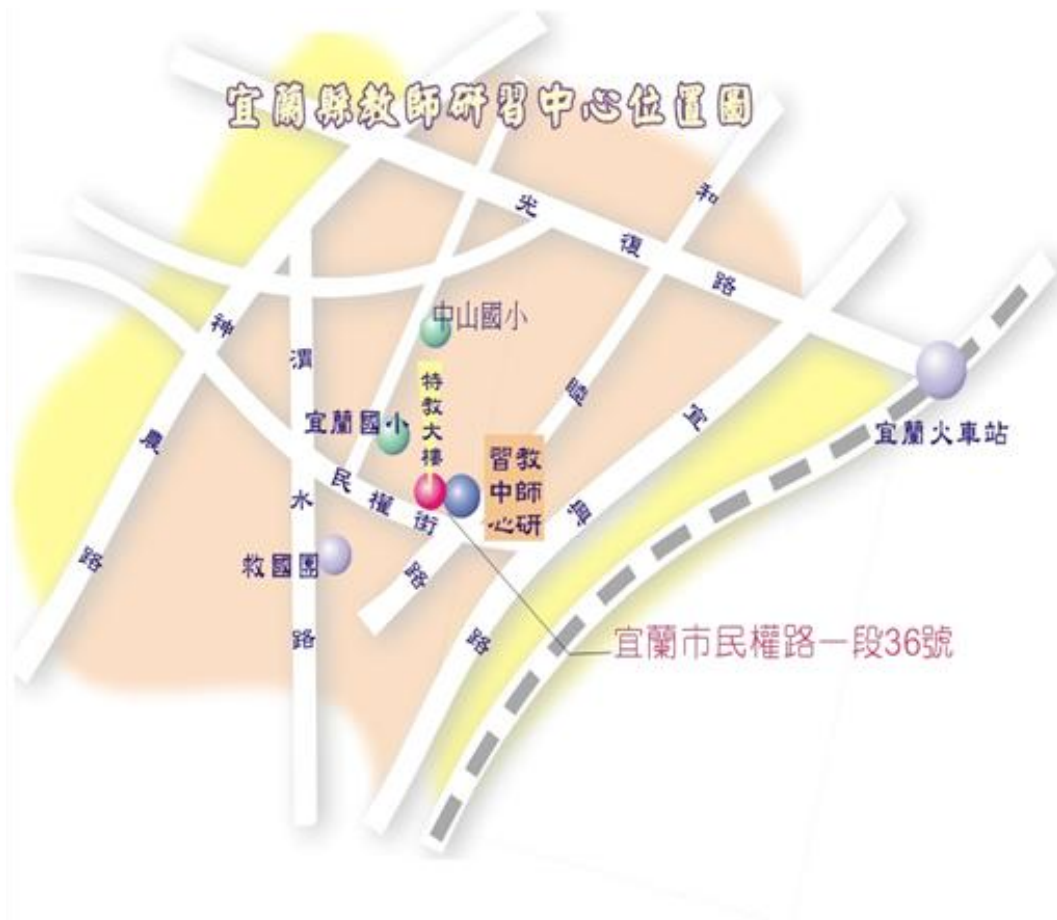 宜蘭縣教師研習中心位置圖
光復路
和睦路
中山國小
神農路
渭水路
特教大樓
宜蘭國小
宜興路
宜蘭火車站
教師研習中心
民權街
救國團
宜蘭市民權路一段36號